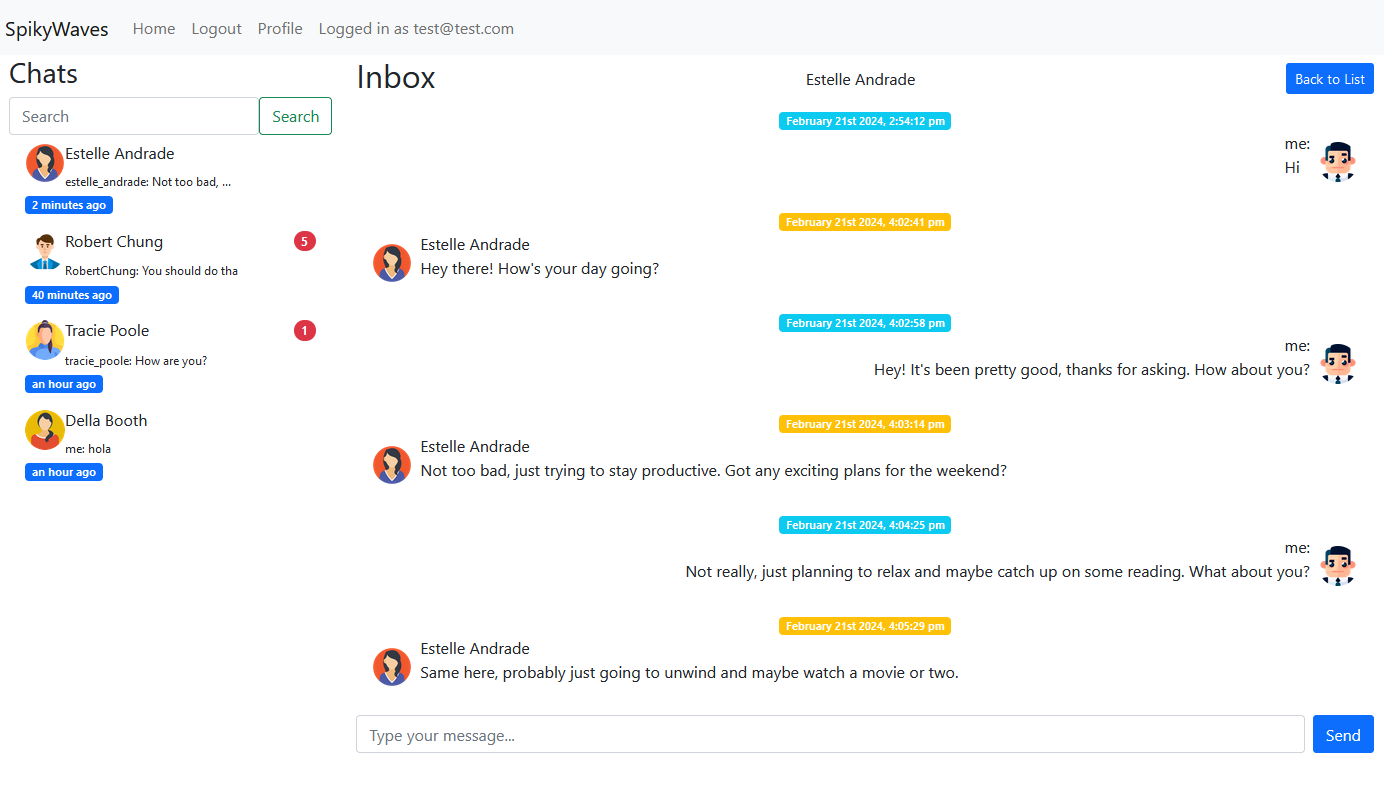 SpikyWaves Home Logout Profile Logged in as test@test.com
Chats
Search Search
Estelle Andrade
estelle_andrade: Not too bad, ...
2 minutes ago
Robert Chung 5
RobertChung: You should do tha
40 minutes ago
Tracie Poole 1
tracie_poole: How are you?
an hour ago
Della Booth
me: hola
an hour ago
Inbox Estelle Andrade Back to List
February 21st 2024, 2:54:12 pm
me:
Hi
February 21st 2024, 4:02:41 pm
Estelle Andrade
Hey there! How's your day going?
February 21st 2024, 4:02:58 pm
me:
Hey! It's been pretty good, thanks for asking. How about you?
February 21st 2024, 4:03:14 pm
Estelle Andrade
Not too bad, just trying to stay productive. Got any exciting plans for the weekend?
February 21st 2024, 4:04:25 pm
me:
Not really, just planning to relax and maybe catch up on some reading. What about you?
February 21st 2024, 4:05:29 pm
Estelle Andrade
Same here, probably just going to unwind and maybe watch a movie or two.
Type your message... Send